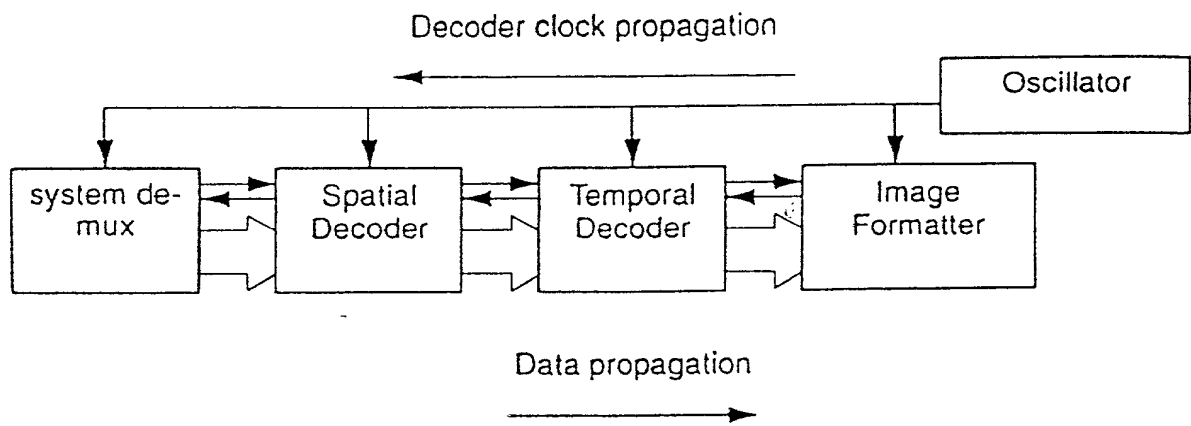 Decoder clock propagation
Oscillator
system de-
mux
Spatial
Decoder
Temporal
Decoder
Image
Formatter
Data propagation